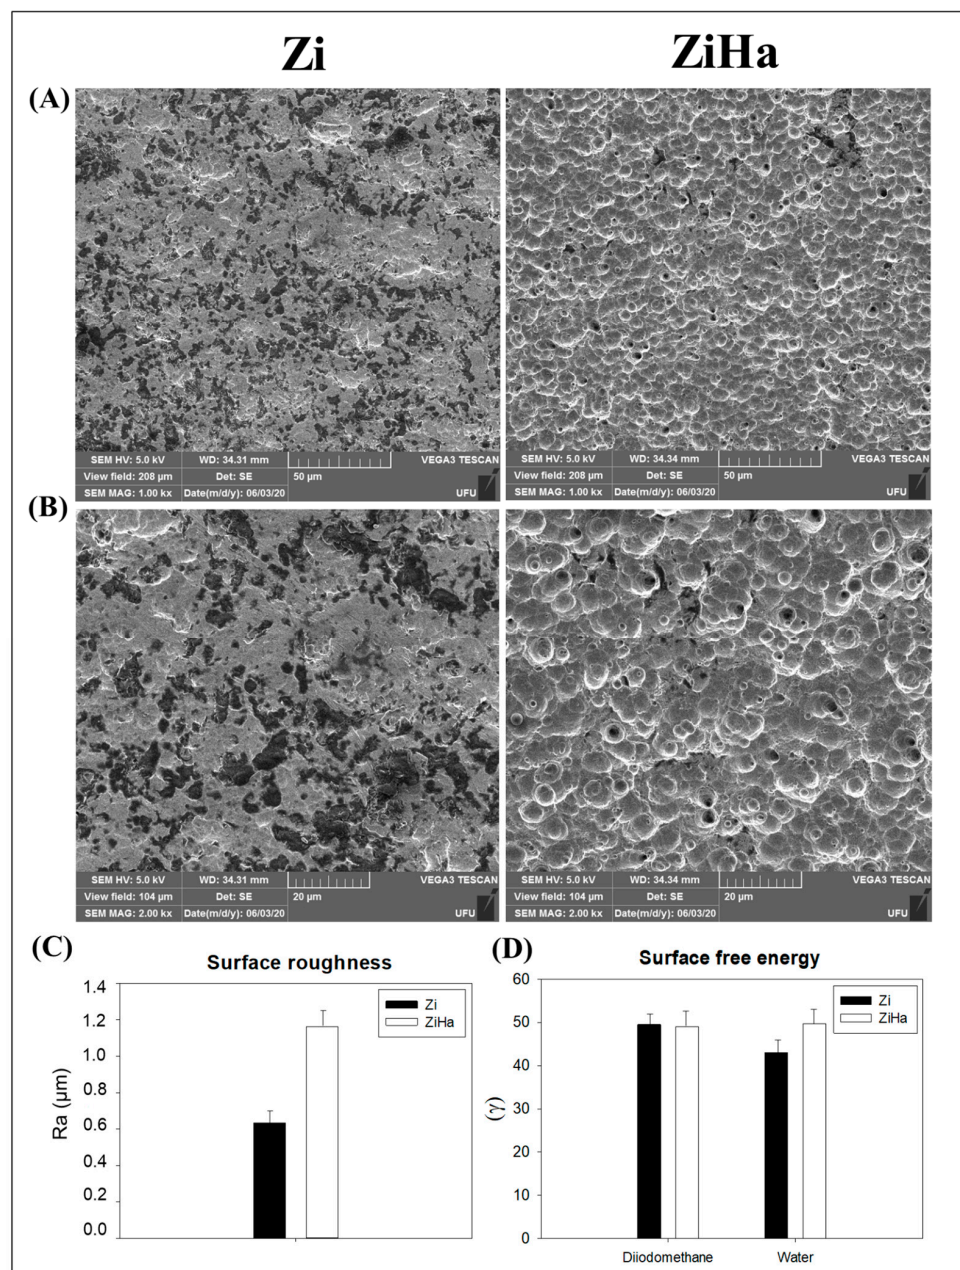 Zi
ZiHa
(A)
SEM HV: 5.0 kV WD: 34.31 mm VEGA3 TESCAN
View field: 208 µm Det: SE 50 µm
SEM MAG: 1.00 kx Date(m/d/y): 06/03/20 UFU
SEM HV: 5.0 kV WD: 34.34 mm VEGA3 TESCAN
View field: 208 µm Det: SE 50 µm
SEM MAG: 1.00 kx Date(m/d/y): 06/03/20 UFU
(B)
SEM HV: 5.0 kV WD: 34.31 mm VEGA3 TESCAN
View field: 104 µm Det: SE 20 µm
SEM MAG: 2.00 kx Date(m/d/y): 06/03/20 UFU
SEM HV: 5.0 kV WD: 34.34 mm VEGA3 TESCAN
View field: 104 µm Det: SE 20 µm
SEM MAG: 2.00 kx Date(m/d/y): 06/03/20 UFU
(C)
Surface roughness
1.4
1.2
1.0
0.8
0.6
0.4
0.2
0.0
Ra (µm)
Zi
ZiHa
(D)
Surface free energy
60
50
40
30
20
10
0
(γ)
Zi
ZiHa
Diiodomethane
Water